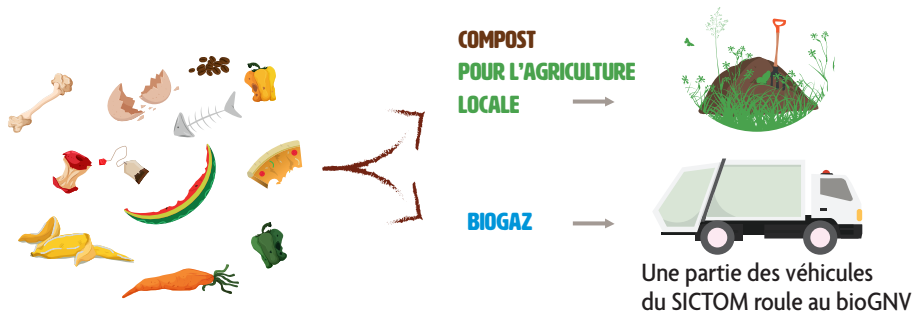 COMPOST
POUR L'AGRICULTURE
LOCALE
BIOGAZ
Une partie des véhicules
du SICTOM roule au bioGNV